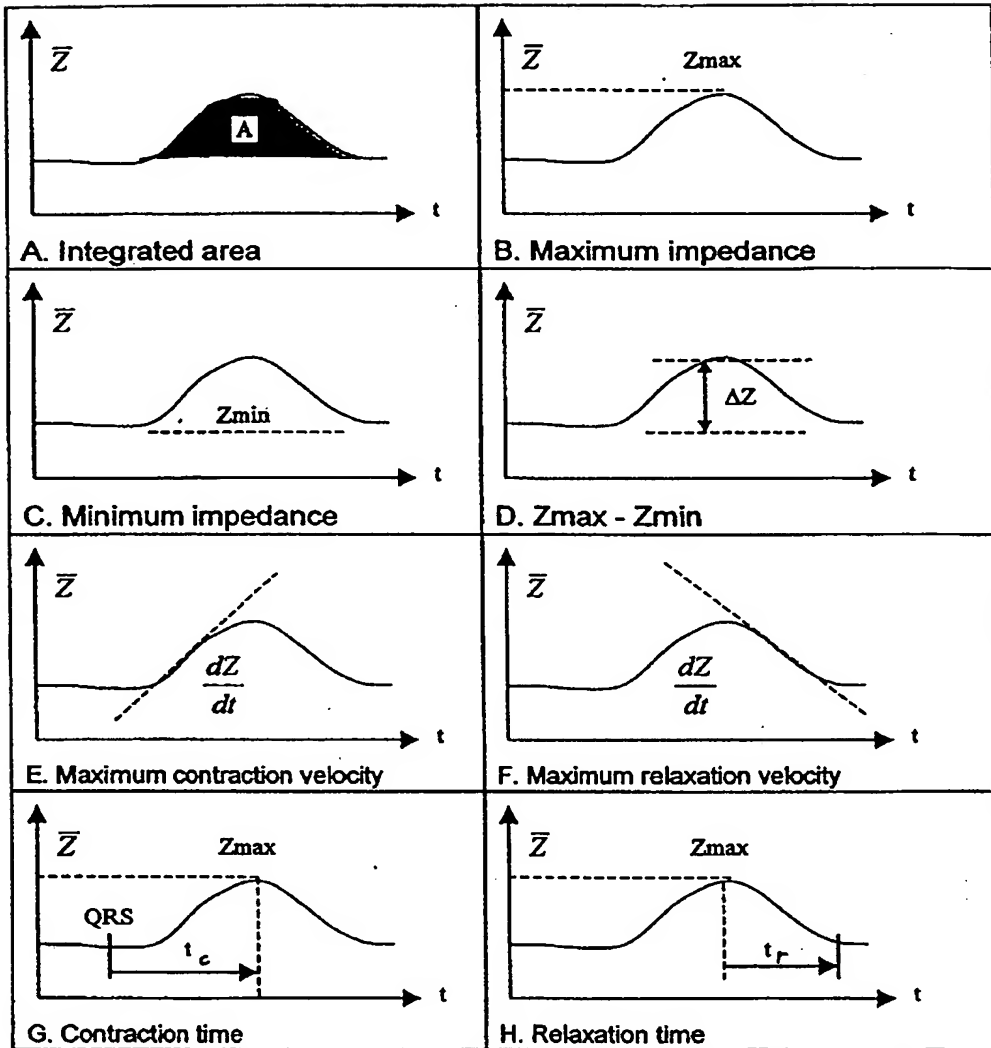 Z̅
A
t
A. Integrated area
Z̅
Zmax
t
B. Maximum impedance
Z̅
Zmin
t
C. Minimum impedance
Z̅
ΔZ
t
D. Zmax - Zmin
Z̅
dZ
dt
t
E. Maximum contraction velocity
Z̅
dZ
dt
t
F. Maximum relaxation velocity
Z̅
Zmax
QRS
t c
t
G. Contraction time
Z̅
Zmax
t r
t
H. Relaxation time